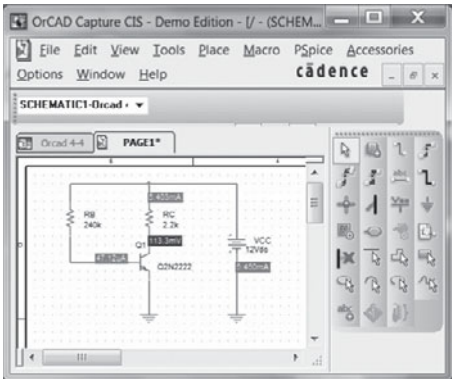 OrCAD Capture CIS - Demo Edition - [/ - (SCHEM...
File Edit View Tools Place Macro PSpice Accessories
Options Window Help
cādence
SCHEMATIC1-Orcad
Orcad 4-4
PAGE1*
RB
240k
RC
2.2k
Q1
Q2N2222
VCC
12Vdc
113.3mV